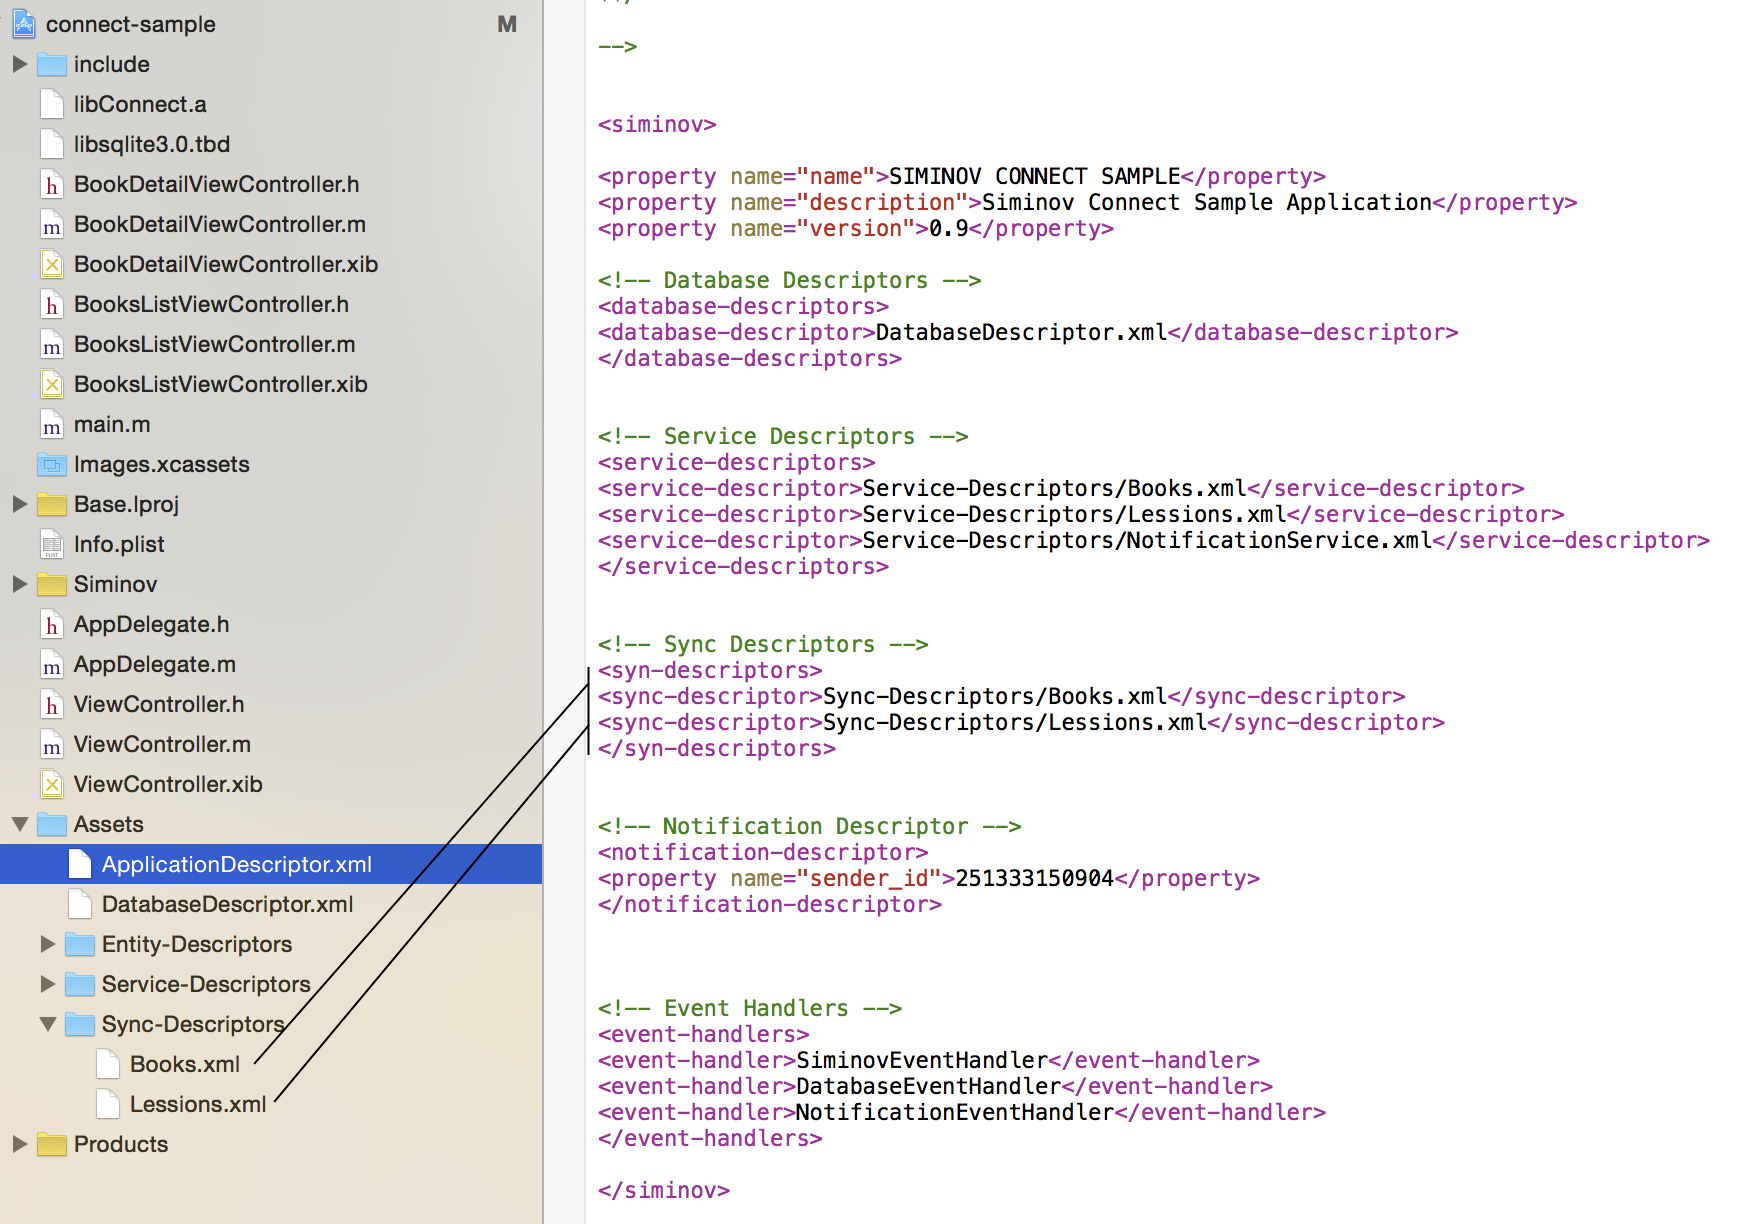 connect-sample M
include
libConnect.a
libsqlite3.0.tbd
BookDetailViewController.h
BookDetailViewController.m
BookDetailViewController.xib
BooksListViewController.h
BooksListViewController.m
BooksListViewController.xib
main.m
Images.xcassets
Base.lproj
Info.plist
Siminov
AppDelegate.h
AppDelegate.m
ViewController.h
ViewController.m
ViewController.xib
Assets
ApplicationDescriptor.xml
DatabaseDescriptor.xml
Entity-Descriptors
Service-Descriptors
Sync-Descriptors
Books.xml
Lessions.xml
Products
-->
<siminov>
<property name="name">SIMINOV CONNECT SAMPLE</property>
<property name="description">Siminov Connect Sample Application</property>
<property name="version">0.9</property>
<!-- Database Descriptors -->
<database-descriptors>
<database-descriptor>DatabaseDescriptor.xml</database-descriptor>
</database-descriptors>
<!-- Service Descriptors -->
<service-descriptors>
<service-descriptor>Service-Descriptors/Books.xml</service-descriptor>
<service-descriptor>Service-Descriptors/Lessions.xml</service-descriptor>
<service-descriptor>Service-Descriptors/NotificationService.xml</service-descriptor>
</service-descriptors>
<!-- Sync Descriptors -->
<syn-descriptors>
<sync-descriptor>Sync-Descriptors/Books.xml</sync-descriptor>
<sync-descriptor>Sync-Descriptors/Lessions.xml</sync-descriptor>
</syn-descriptors>
<!-- Notification Descriptor -->
<notification-descriptor>
<property name="sender_id">251333150904</property>
</notification-descriptor>
<!-- Event Handlers -->
<event-handlers>
<event-handler>SiminovEventHandler</event-handler>
<event-handler>DatabaseEventHandler</event-handler>
<event-handler>NotificationEventHandler</event-handler>
</event-handlers>
</siminov>